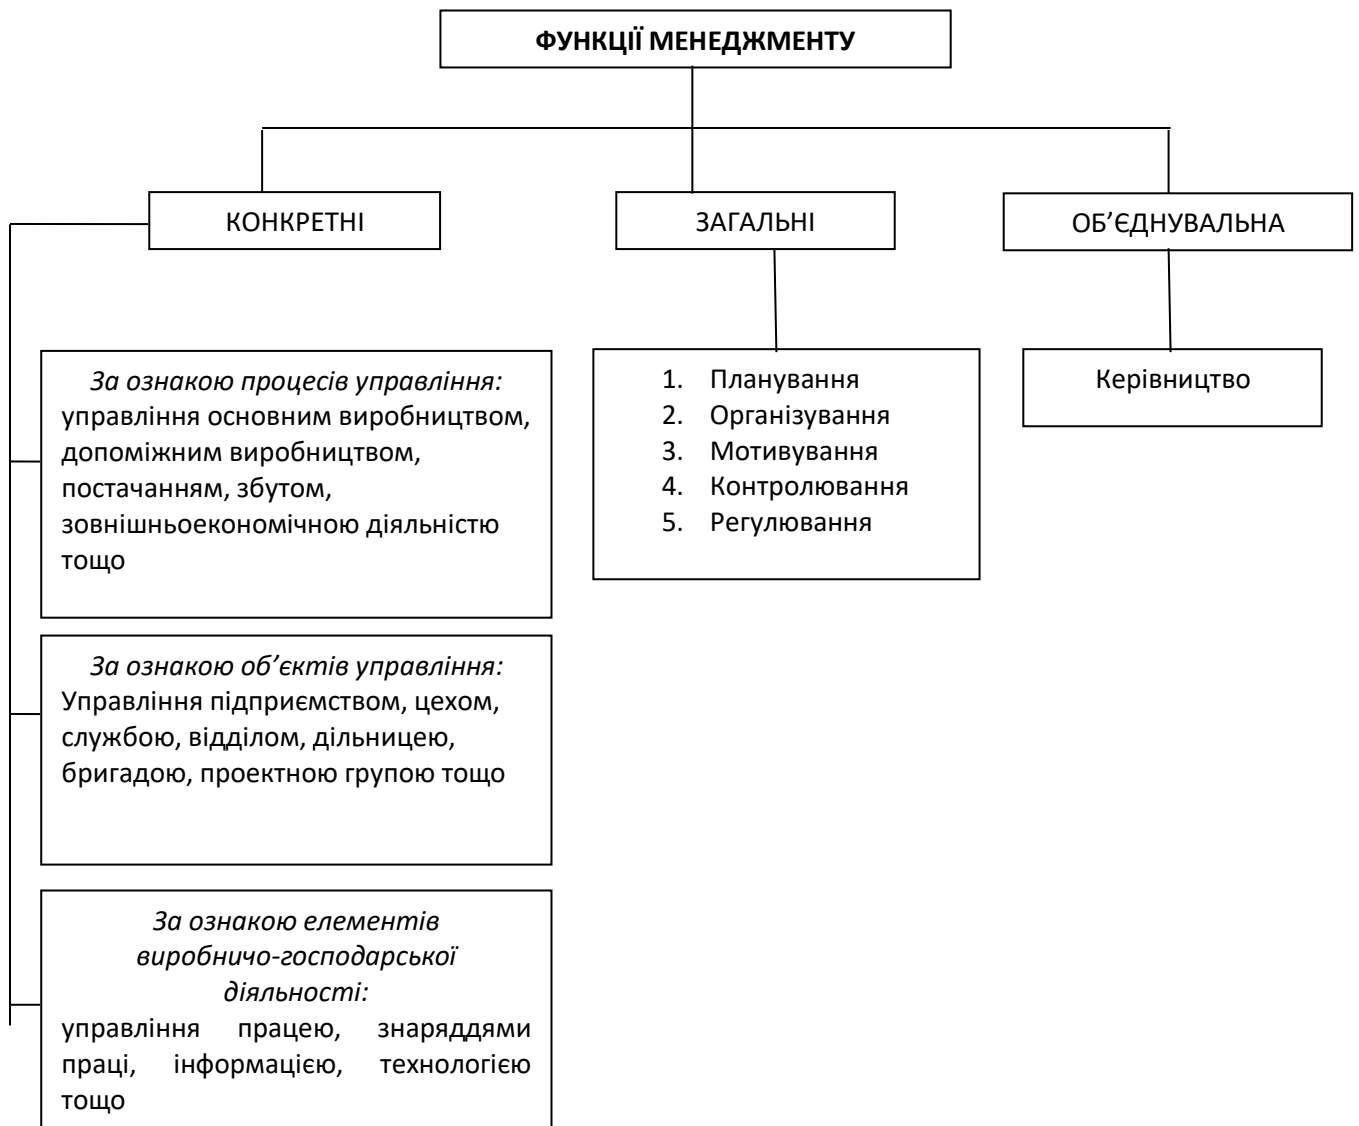 ФУНКЦІЇ МЕНЕДЖМЕНТУ
КОНКРЕТНІ
ЗАГАЛЬНІ
ОБ’ЄДНУВАЛЬНА
За ознакою процесів управління:
управління основним виробництвом,
допоміжним виробництвом,
постачанням, збутом,
зовнішньоекономічною діяльністю
тощо
За ознакою об’єктів управління:
Управління підприємством, цехом,
службою, відділом, дільницею,
бригадою, проектною групою тощо
За ознакою елементів
виробничо-господарської
діяльності:
управління працею, знаряддями
праці, інформацією, технологією
тощо
1. Планування
2. Організування
3. Мотивування
4. Контролювання
5. Регулювання
Керівництво